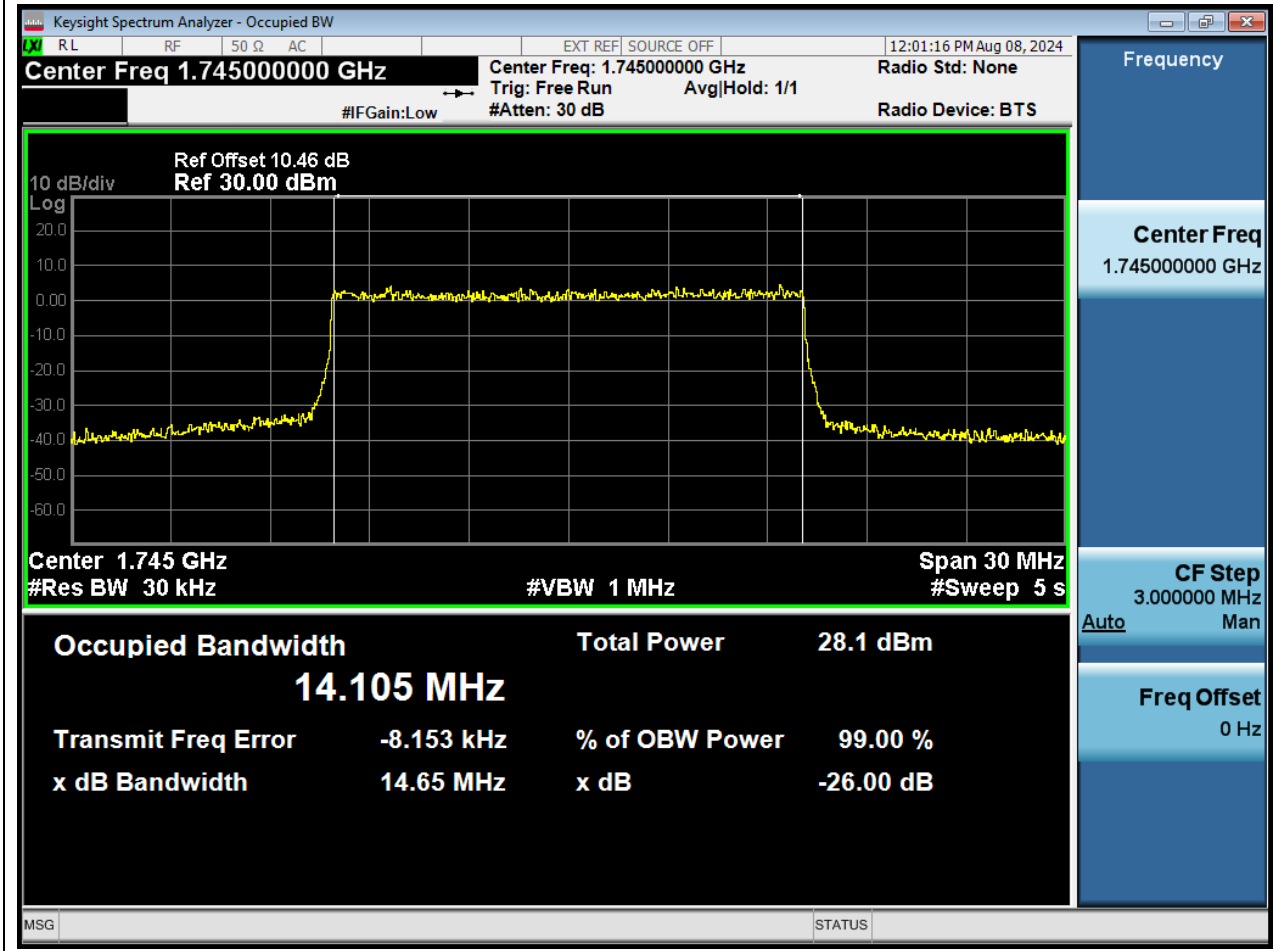 Keysight Spectrum Analyzer - Occupied BW
LXI RL RF 50 Ω AC EXT REF SOURCE OFF 12:01:16 PM Aug 08, 2024
Center Freq 1.745000000 GHz
Center Freq: 1.745000000 GHz
Radio Std: None
Trig: Free Run Avg|Hold: 1/1
#IFGain:Low
#Atten: 30 dB
Radio Device: BTS
Ref Offset 10.46 dB
10 dB/div Ref 30.00 dBm
Log
20.0
10.0
0.00
-10.0
-20.0
-30.0
-40.0
-50.0
-60.0
Center 1.745 GHz Span 30 MHz
#Res BW 30 kHz #VBW 1 MHz #Sweep 5 s
Occupied Bandwidth Total Power 28.1 dBm
14.105 MHz
Transmit Freq Error -8.153 kHz % of OBW Power 99.00 %
x dB Bandwidth 14.65 MHz x dB -26.00 dB
Frequency
Center Freq
1.745000000 GHz
CF Step
3.000000 MHz
Auto Man
Freq Offset
0 Hz
MSG STATUS